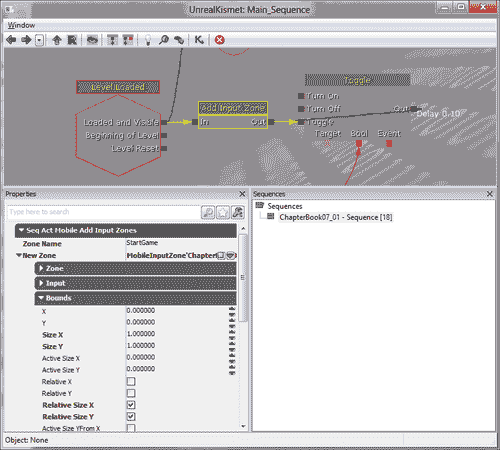 UnrealKismet: Main_Sequence
Window
Level Loaded
Loaded and Visible
Beginning of Level
Level Reset
Add Input Zone
In Out
Toggle
Turn On
Turn Off
Toggle
Out
Delay 0.10
Target Bool Event
Properties
Type here to search
Seq Act Mobile Add Input Zones
Zone Name StartGame
New Zone MobileInputZone'Chapter
Zone
Input
Bounds
X 0.000000
Y 0.000000
Size X 1.000000
Size Y 1.000000
Active Size X 0.000000
Active Size Y 0.000000
Relative X
Relative Y
Relative Size X
Relative Size Y
Active Size YFrom X
Sequences
Sequences
ChapterBook07_01 - Sequence [18]
Object: None